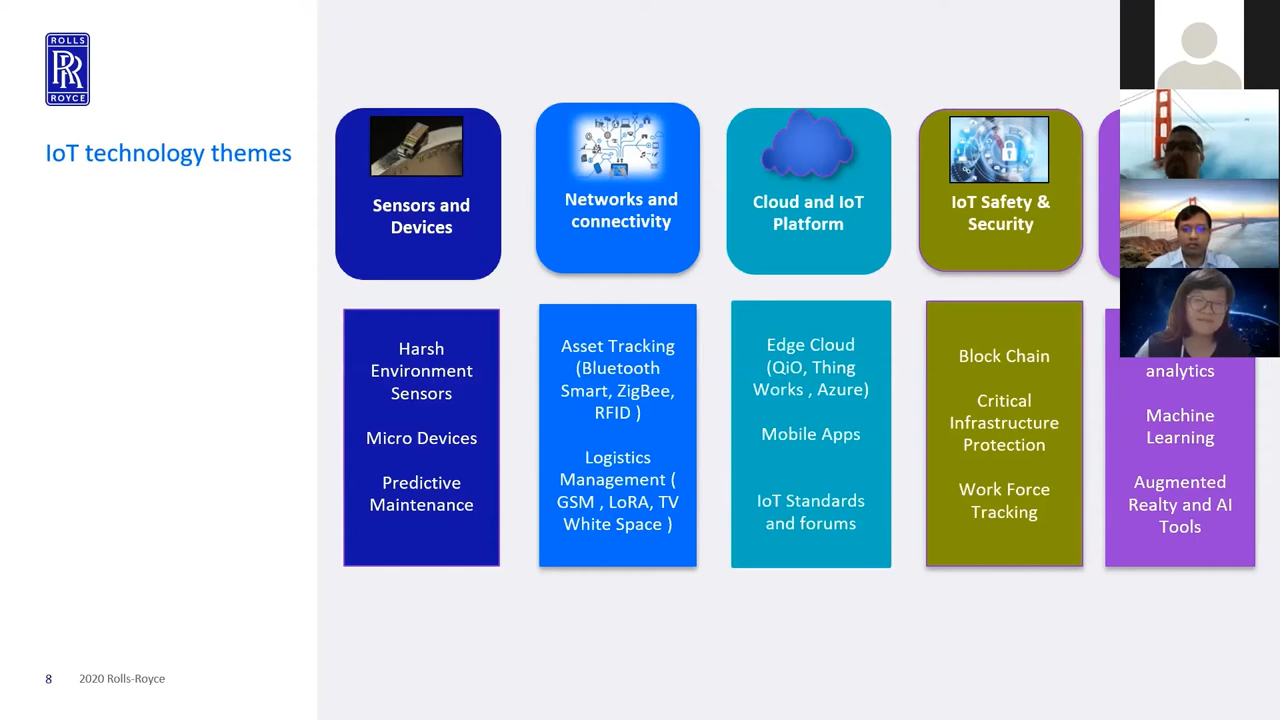 ROLLS
RR
ROYCE
IoT technology themes
Sensors and
Devices
Harsh
Environment
Sensors
Micro Devices
Predictive
Maintenance
Networks and
connectivity
Asset Tracking
(Bluetooth
Smart, ZigBee,
RFID )
Logistics
Management (
GSM , LoRA, TV
White Space )
Cloud and IoT
Platform
Edge Cloud
(QiO, Thing
Works , Azure)
Mobile Apps
IoT Standards
and forums
IoT Safety &
Security
Block Chain
Critical
Infrastructure
Protection
Work Force
Tracking
analytics
Machine
Learning
Augmented
Realty and AI
Tools
8
2020 Rolls-Royce